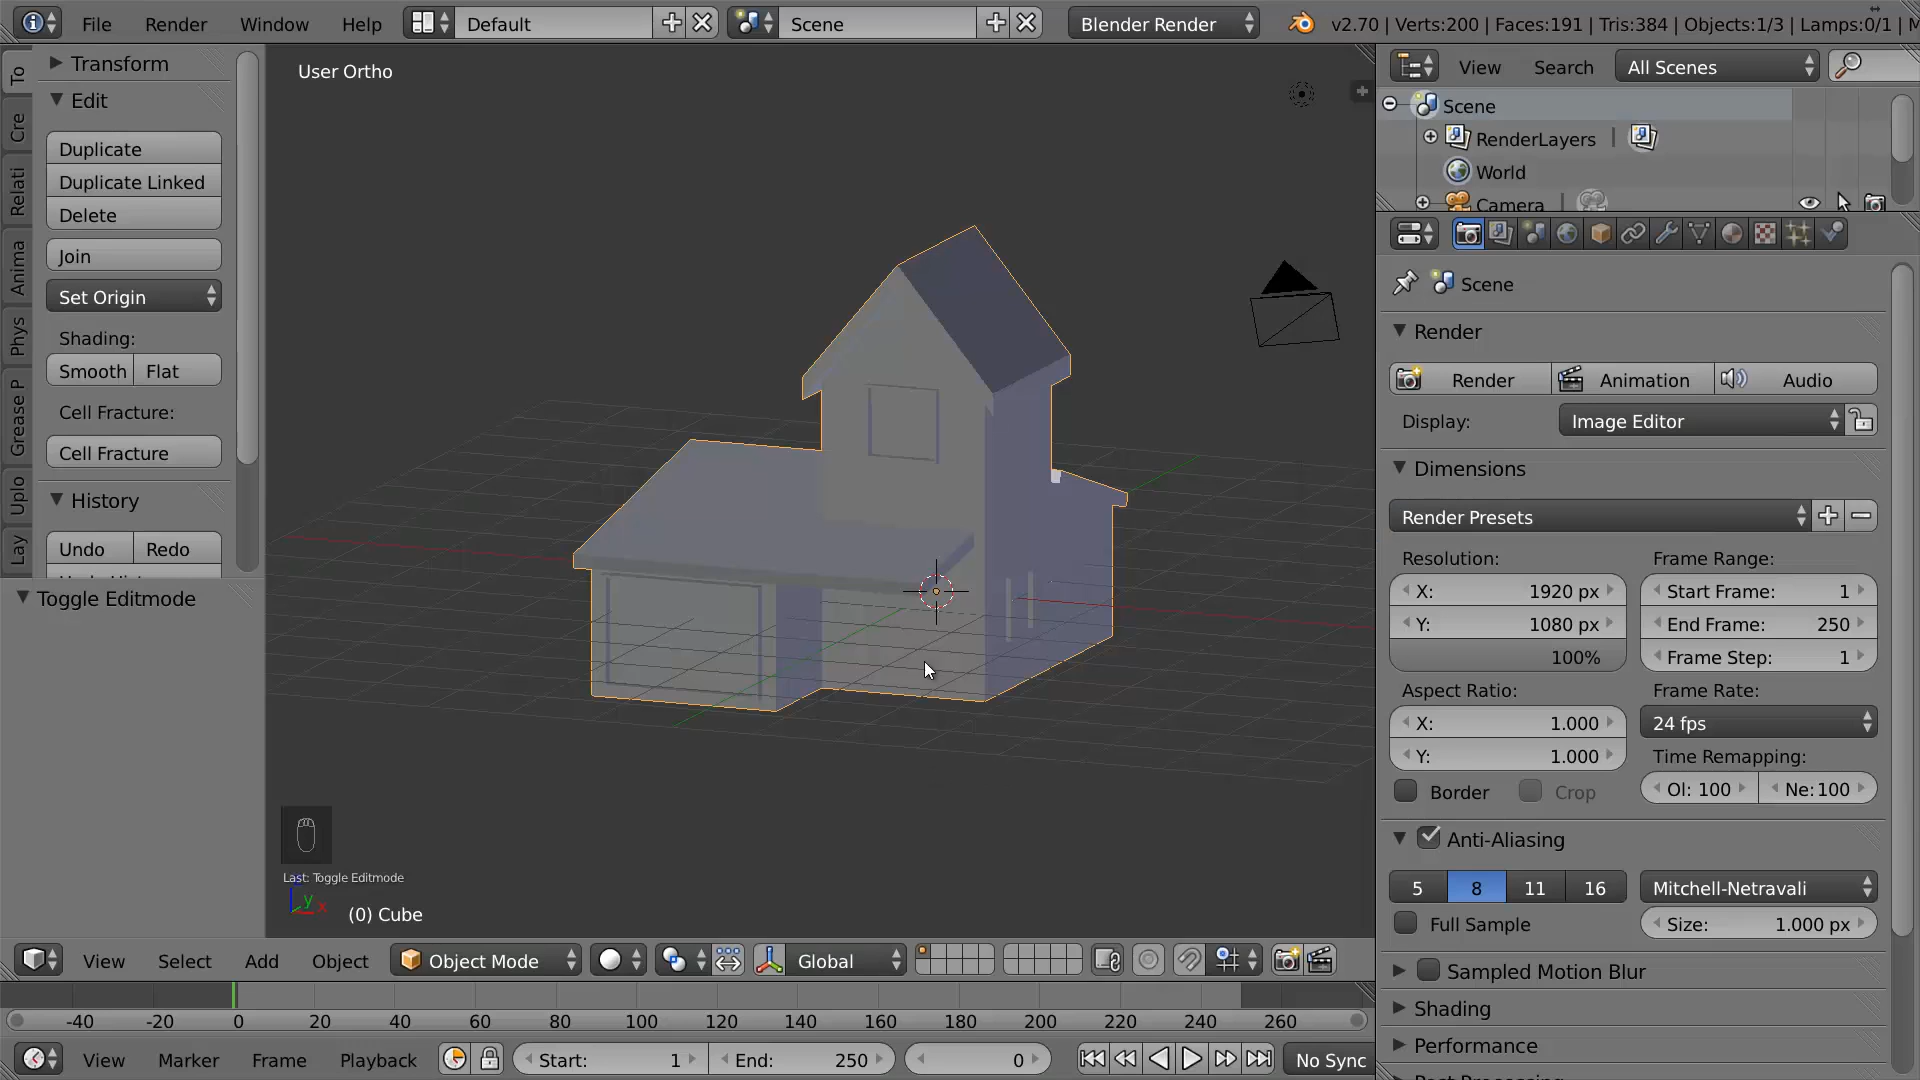 File Render Window Help Default Scene Blender Render v2.70 | Verts:200 | Faces:191 | Tris:384 | Objects:1/3 | Lamps:0/1 | M
To
Cre
Relati
Anima
Phys
Grease P
Uplo
Lay
Transform
Edit
Duplicate
Duplicate Linked
Delete
Join
Set Origin
Shading:
Smooth Flat
Cell Fracture:
Cell Fracture
History
Undo Redo
Toggle Editmode
User Ortho
Last: Toggle Editmode
y x
(0) Cube
View Select Add Object Object Mode Global
-40 -20 0 20 40 60 80 100 120 140 160 180 200 220 240 260
View Marker Frame Playback Start: 1 End: 250 0 No Sync
View Search All Scenes
Scene
RenderLayers |
World
Camera |
Scene
Render
Render Animation Audio
Display: Image Editor
Dimensions
Render Presets
Resolution: Frame Range:
X: 1920 px Start Frame: 1
Y: 1080 px End Frame: 250
100% Frame Step: 1
Aspect Ratio: Frame Rate:
X: 1.000 24 fps
Y: 1.000 Time Remapping:
Border Crop Ol: 100 Ne:100
Anti-Aliasing
5 8 11 16 Mitchell-Netravali
Full Sample Size: 1.000 px
Sampled Motion Blur
Shading
Performance